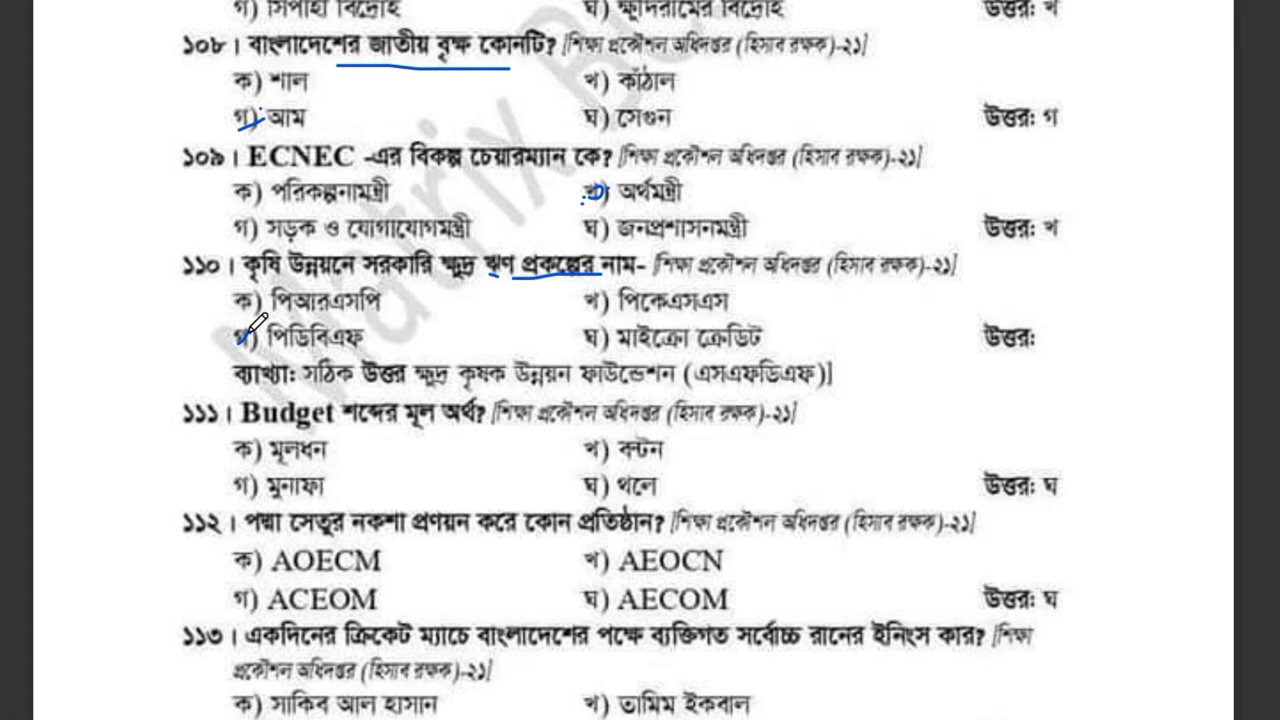 গ) সিপাহী বিদ্রোহ ঘ) ক্ষুদিরামের বিদ্রোহ উত্তর: খ
১০৮। বাংলাদেশের জাতীয় বৃক্ষ কোনটি? [শিক্ষা প্রকৌশল অধিদপ্তর (হিসাব রক্ষক)-২১]
ক) শাল খ) কাঁঠাল
গ) আম ঘ) সেগুন উত্তর: গ
১০৯। ECNEC -এর বিকল্প চেয়ারম্যান কে? [শিক্ষা প্রকৌশল অধিদপ্তর (হিসাব রক্ষক)-২১]
ক) পরিকল্পনামন্ত্রী খ) অর্থমন্ত্রী
গ) সড়ক ও যোগাযোগমন্ত্রী ঘ) জনপ্রশাসনমন্ত্রী উত্তর: খ
১১০। কৃষি উন্নয়নে সরকারি ক্ষুদ্র ঋণ প্রকল্পের নাম- [শিক্ষা প্রকৌশল অধিদপ্তর (হিসাব রক্ষক)-২১]
ক) পিআরএসপি খ) পিকেএসএস
গ) পিডিবিএফ ঘ) মাইক্রো ক্রেডিট উত্তর:
ব্যাখ্যা: সঠিক উত্তর ক্ষুদ্র কৃষক উন্নয়ন ফাউন্ডেশন (এসএফডিএফ)]
১১১। Budget শব্দের মূল অর্থ? [শিক্ষা প্রকৌশল অধিদপ্তর (হিসাব রক্ষক)-২১]
ক) মূলধন খ) বণ্টন
গ) মুনাফা ঘ) থলে উত্তর: ঘ
১১২। পদ্মা সেতুর নকশা প্রণয়ন করে কোন প্রতিষ্ঠান? [শিক্ষা প্রকৌশল অধিদপ্তর (হিসাব রক্ষক)-২১]
ক) AOECM খ) AEOCN
গ) ACEOM ঘ) AECOM উত্তর: ঘ
১১৩। একদিনের ক্রিকেট ম্যাচে বাংলাদেশের পক্ষে ব্যক্তিগত সর্বোচ্চ রানের ইনিংস কার? [শিক্ষা
প্রকৌশল অধিদপ্তর (হিসাব রক্ষক)-২১]
ক) সাকিব আল হাসান খ) তামিম ইকবাল